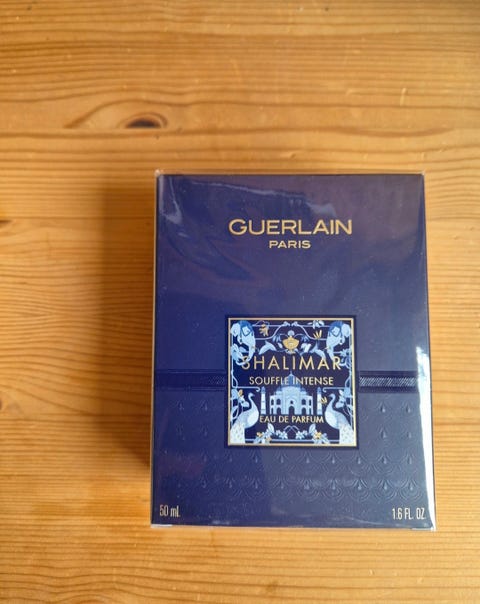 GUERLAIN
PARIS
SHALIMAR
SOUFFLE INTENSE
EAU DE PARFUM
50 mL 1.6 FL. OZ.